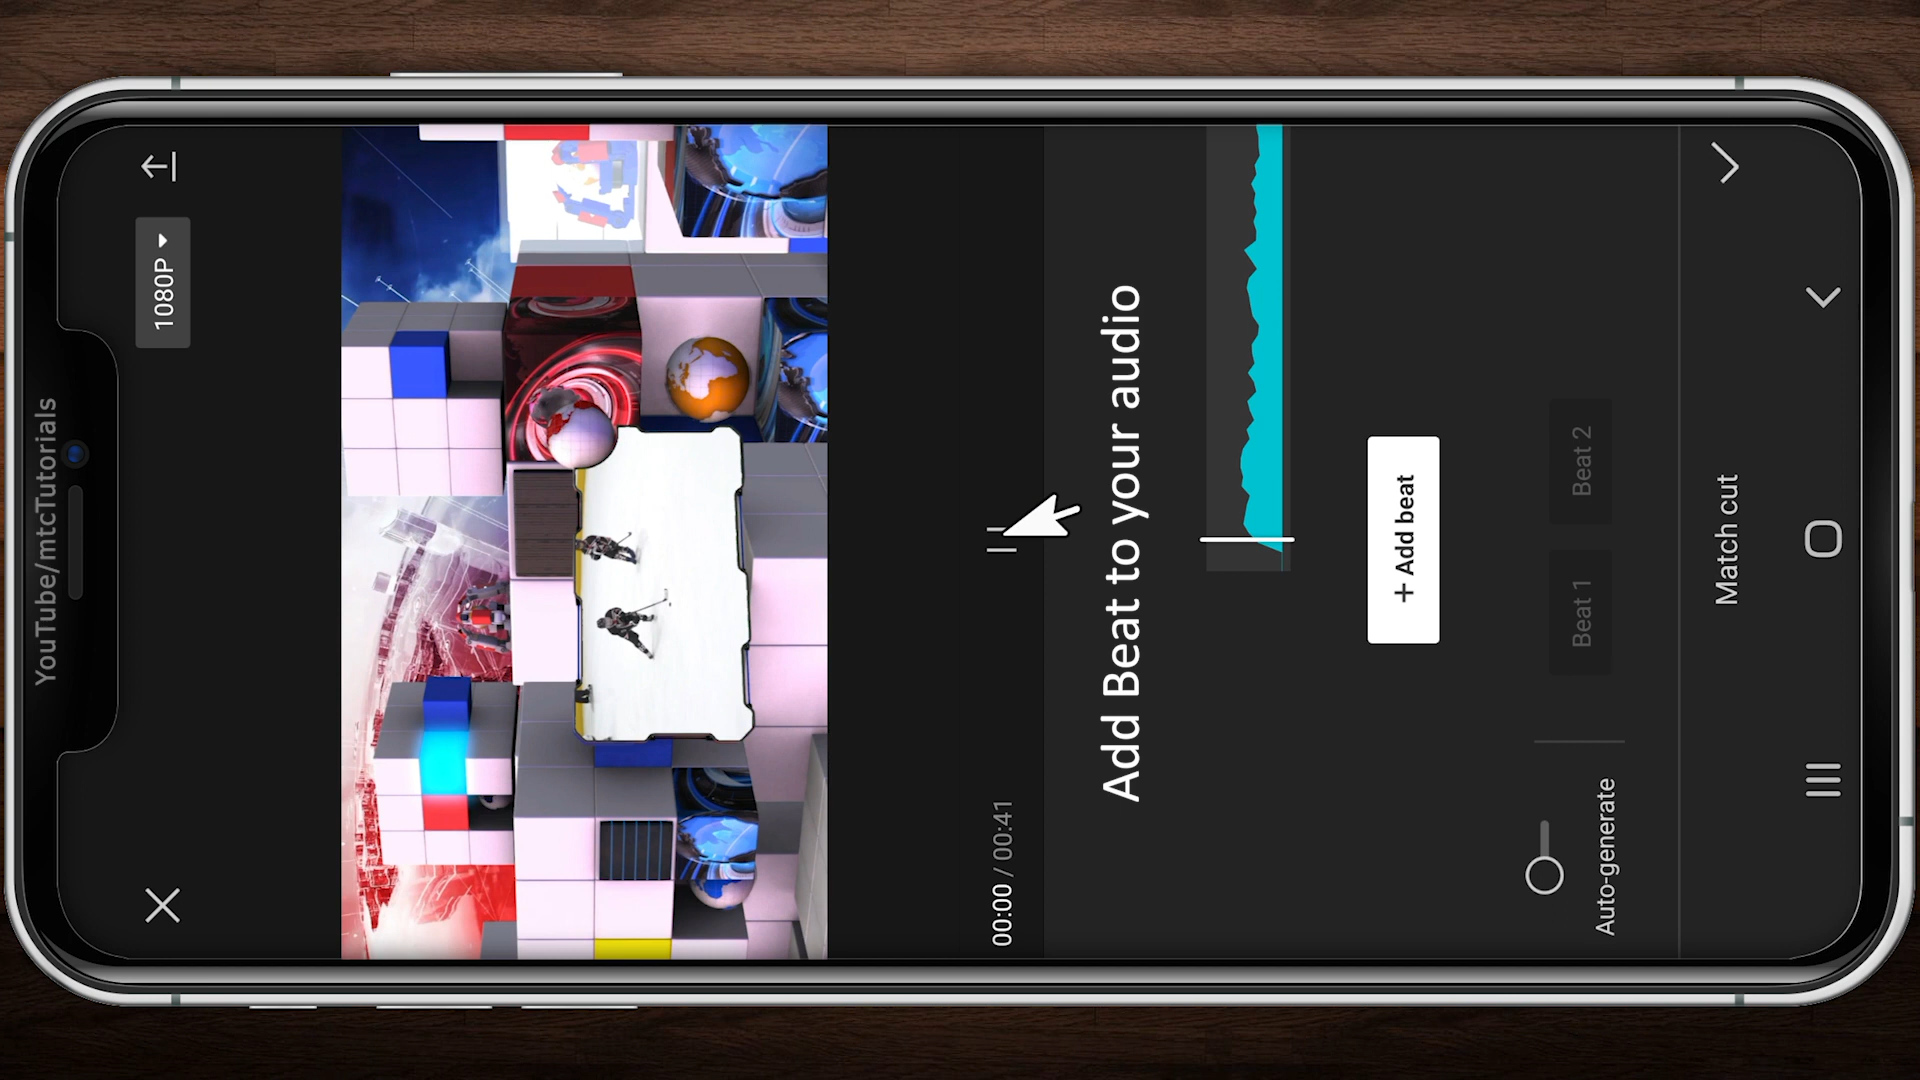 YouTube/mtcTutorials
1080P
00:00 / 00:41
Add Beat to your audio
+ Add beat
Beat 1
Beat 2
Auto-generate
Match cut